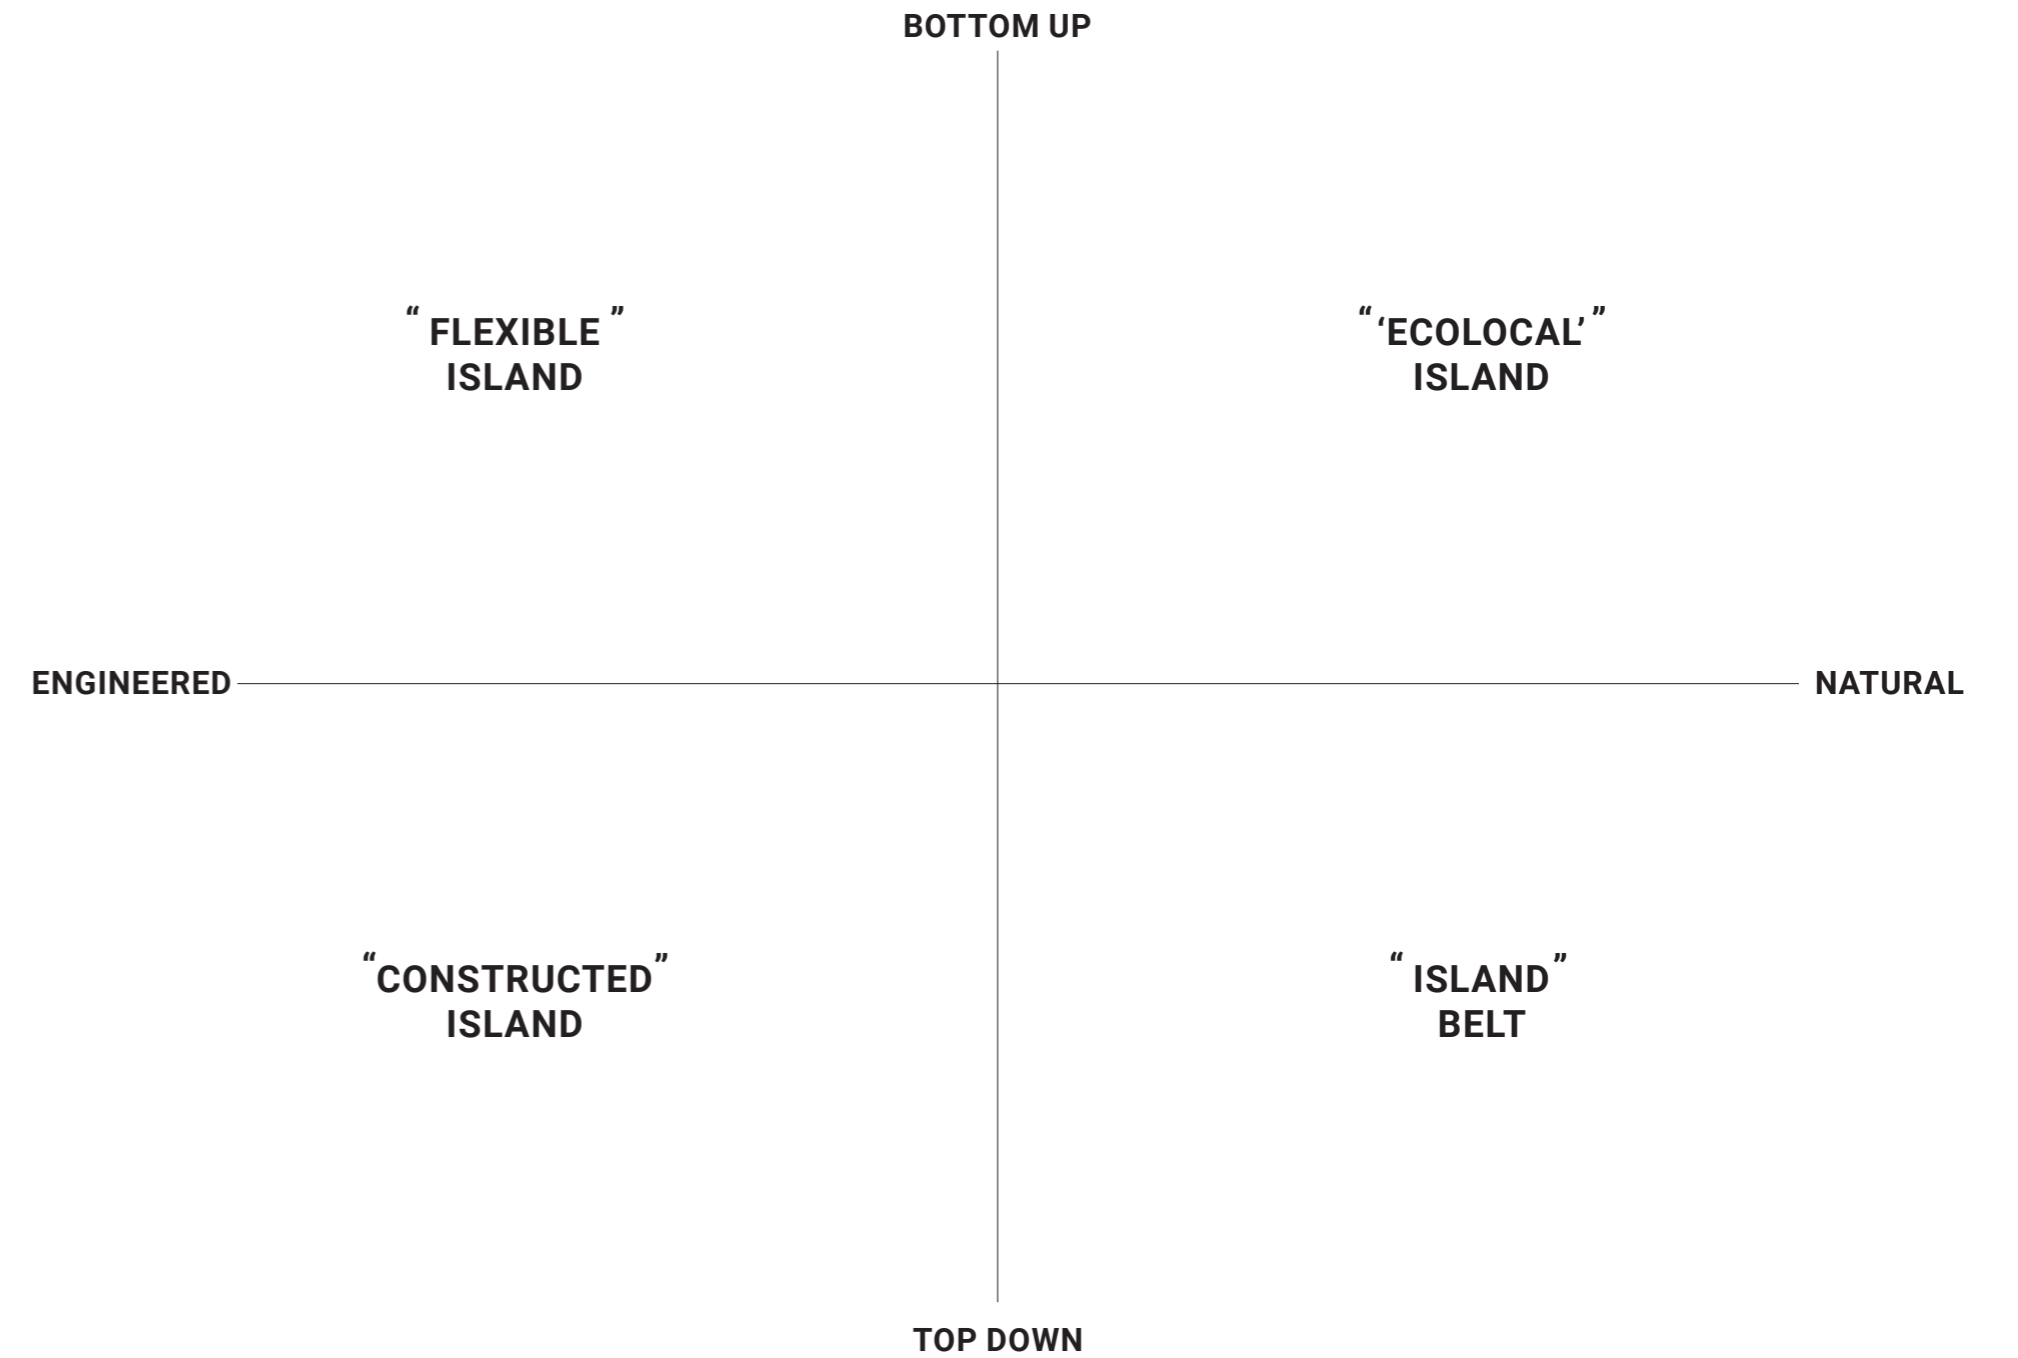 BOTTOM UP
“ FLEXIBLE ”
ISLAND
“ ‘ECOLOCAL’ ”
ISLAND
ENGINEERED
NATURAL
“CONSTRUCTED”
ISLAND
“ ISLAND”
BELT
TOP DOWN